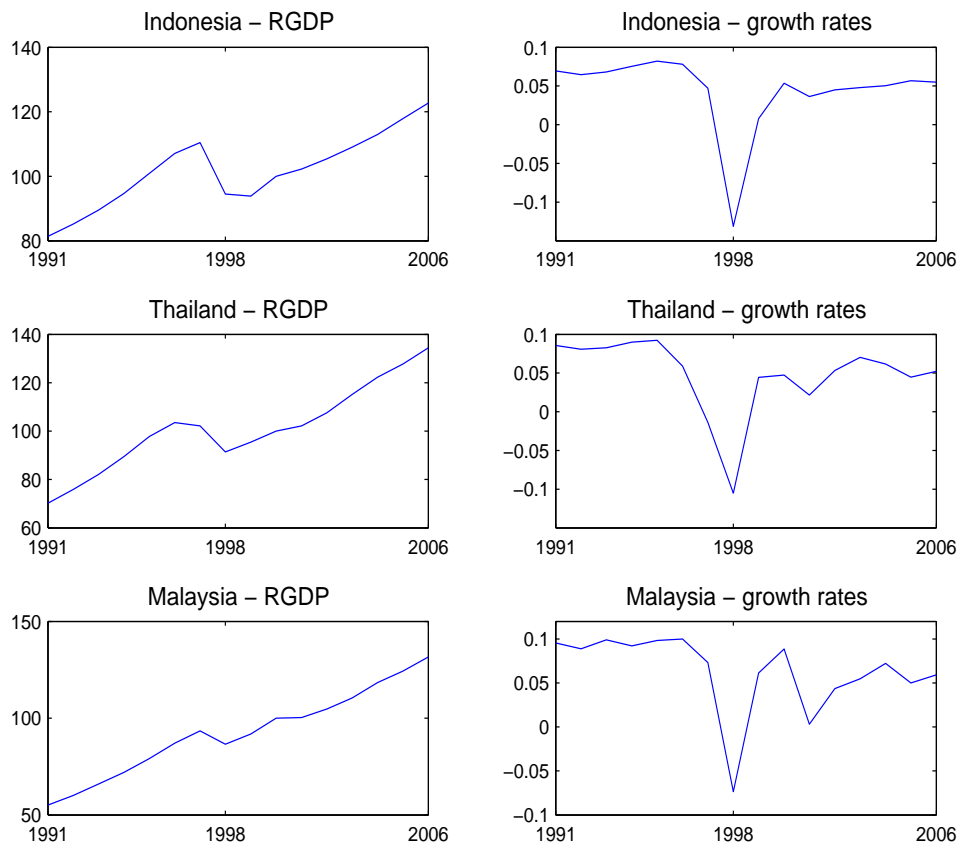 Indonesia − RGDP
140
120
100
80
1991 1998 2006
Indonesia − growth rates
0.1
0.05
0
−0.05
−0.1
1991 1998 2006
Thailand − RGDP
140
120
100
80
60
1991 1998 2006
Thailand − growth rates
0.1
0.05
0
−0.05
−0.1
1991 1998 2006
Malaysia − RGDP
150
100
50
1991 1998 2006
Malaysia − growth rates
0.1
0.05
0
−0.05
−0.1
1991 1998 2006